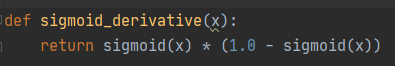 def sigmoid_derivative(x):
    return sigmoid(x) * (1.0 - sigmoid(x))